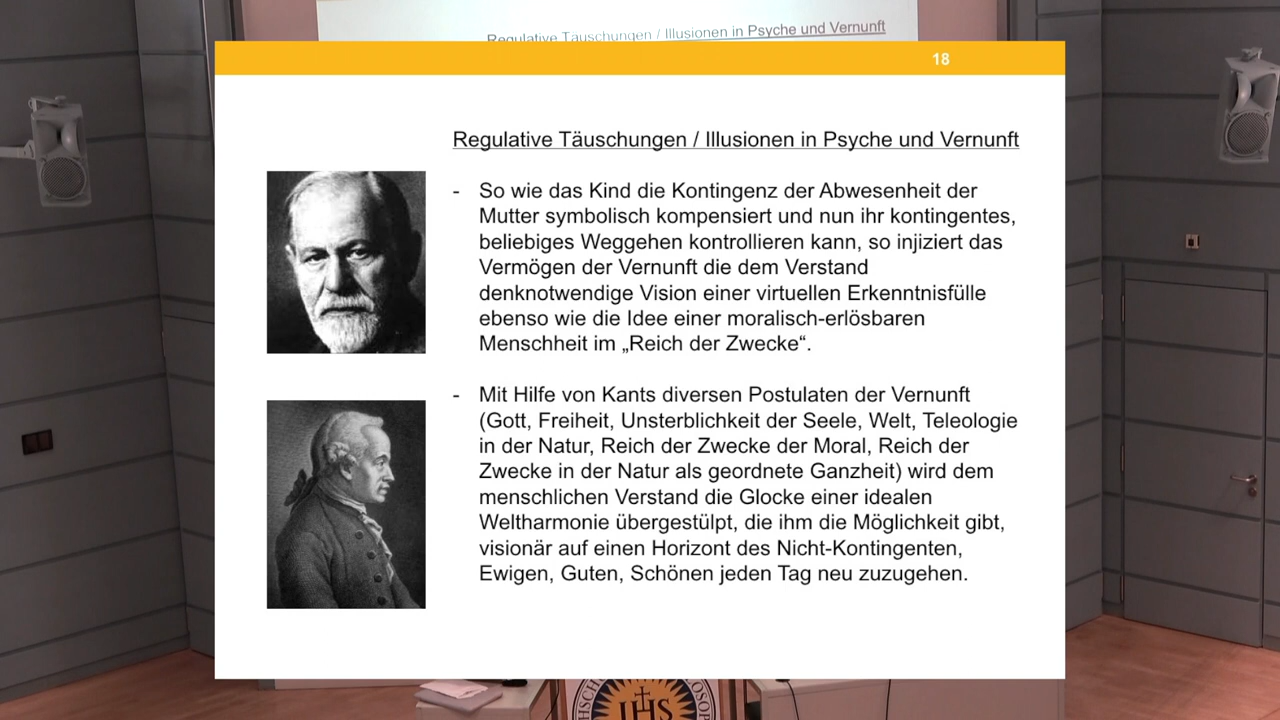 Regulative Täuschungen / Illusionen in Psyche und Vernunft
18
Regulative Täuschungen / Illusionen in Psyche und Vernunft
- So wie das Kind die Kontingenz der Abwesenheit der
Mutter symbolisch kompensiert und nun ihr kontingentes,
beliebiges Weggehen kontrollieren kann, so injiziert das
Vermögen der Vernunft die dem Verstand
denknotwendige Vision einer virtuellen Erkenntnisfülle
ebenso wie die Idee einer moralisch-erlösbaren
Menschheit im „Reich der Zwecke“.
- Mit Hilfe von Kants diversen Postulaten der Vernunft
(Gott, Freiheit, Unsterblichkeit der Seele, Welt, Teleologie
in der Natur, Reich der Zwecke der Moral, Reich der
Zwecke in der Natur als geordnete Ganzheit) wird dem
menschlichen Verstand die Glocke einer idealen
Weltharmonie übergestülpt, die ihm die Möglichkeit gibt,
visionär auf einen Horizont des Nicht-Kontingenten,
Ewigen, Guten, Schönen jeden Tag neu zuzugehen.
IHS